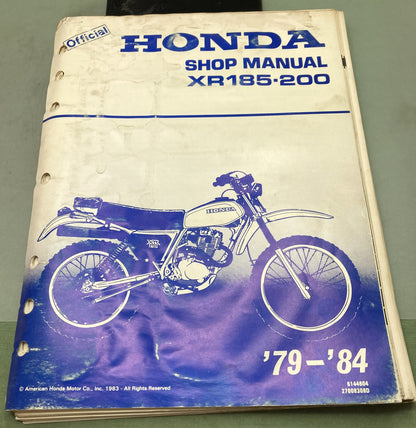 Official
HONDA
SHOP MANUAL
XR185•200
HONDA
XR
'79–'84
© American Honda Motor Co., Inc. 1983 - All Rights Reserved
6144604